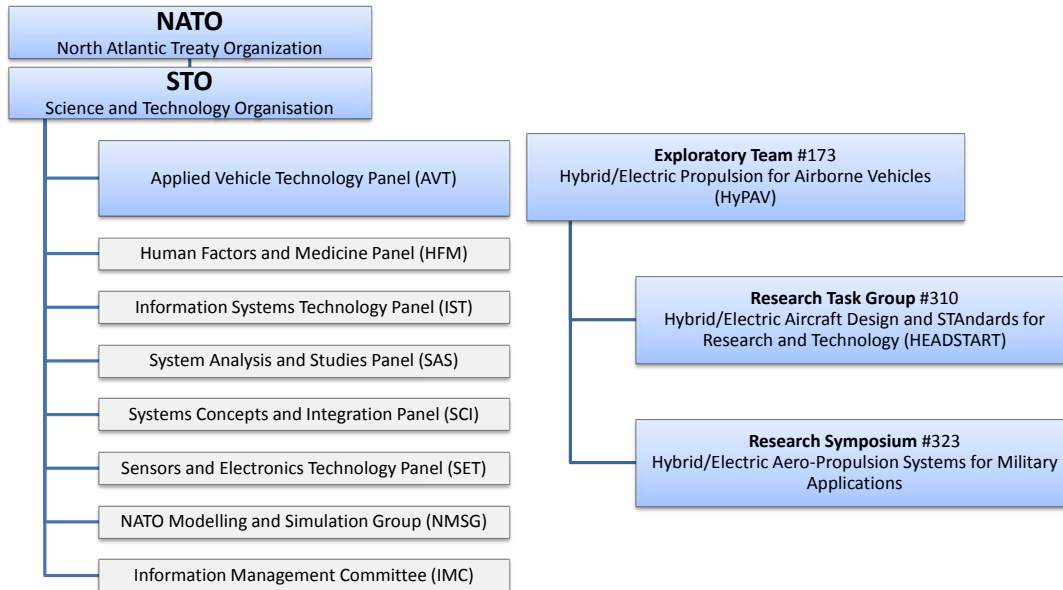 NATO
North Atlantic Treaty Organization
STO
Science and Technology Organisation
Applied Vehicle Technology Panel (AVT)
Human Factors and Medicine Panel (HFM)
Information Systems Technology Panel (IST)
System Analysis and Studies Panel (SAS)
Systems Concepts and Integration Panel (SCI)
Sensors and Electronics Technology Panel (SET)
NATO Modelling and Simulation Group (NMSG)
Information Management Committee (IMC)
Exploratory Team #173
Hybrid/Electric Propulsion for Airborne Vehicles
(HyPAV)
Research Task Group #310
Hybrid/Electric Aircraft Design and STAndards for
Research and Technology (HEADSTART)
Research Symposium #323
Hybrid/Electric Aero-Propulsion Systems for Military
Applications